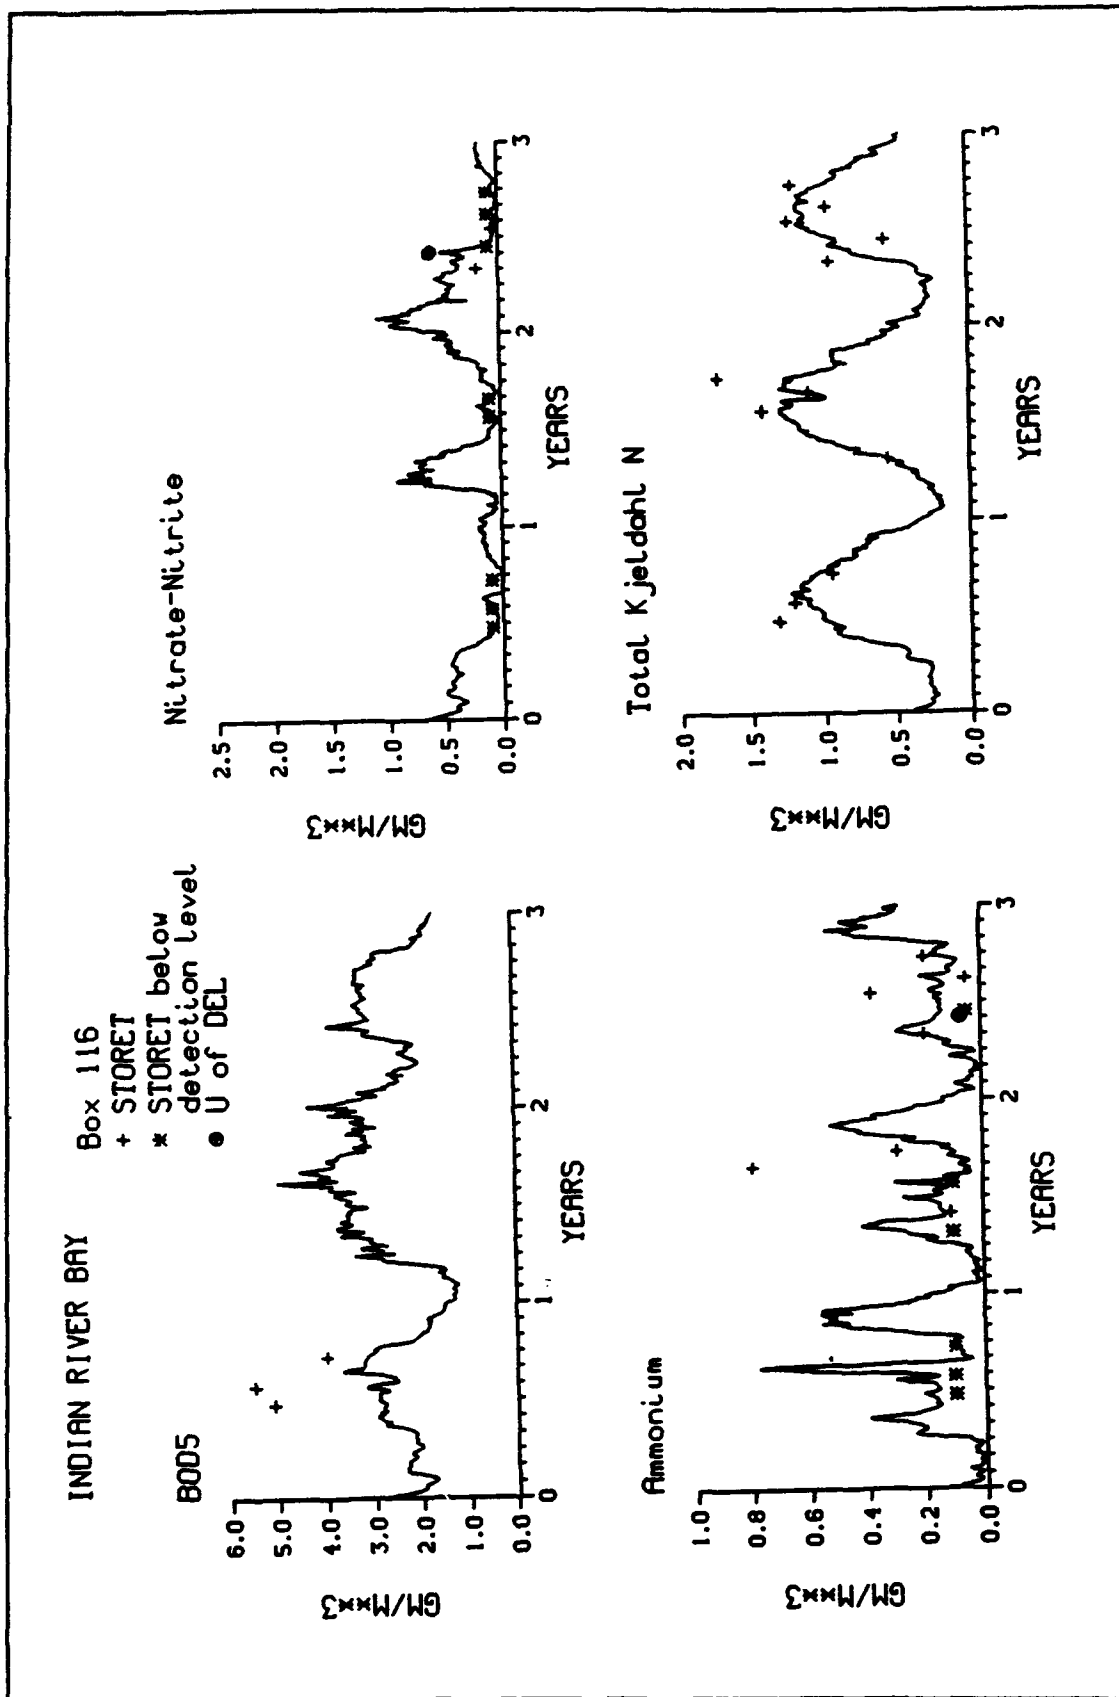 INDIAN RIVER BAY
Box 116
+ STORET
* STORET below
detection level
● U of DEL
BOD5
GM/M**3
6.0
5.0
4.0
3.0
2.0
1.0
0.0
0
1
2
3
YEARS
Nitrate-Nitrite
GM/M**3
2.5
2.0
1.5
1.0
0.5
0.0
0
1
2
3
YEARS
Ammonium
GM/M**3
1.0
0.8
0.6
0.4
0.2
0.0
0
1
2
3
YEARS
Total Kjeldahl N
GM/M**3
2.0
1.5
1.0
0.5
0.0
0
1
2
3
YEARS